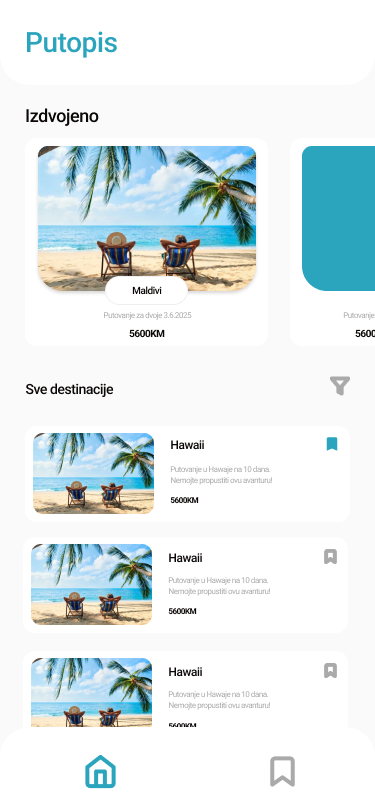 Putopis
Izdvojeno
Maldivi
Putovanje za dvoje 3.6.2025
5600KM
Putovanje
5600
Sve destinacije
Hawaii
Putovanje u Hawaje na 10 dana.
Nemojte propustiti ovu avanturu!
5600KM
Hawaii
Putovanje u Hawaje na 10 dana.
Nemojte propustiti ovu avanturu!
5600KM
Hawaii
Putovanje u Hawaje na 10 dana.
Nemojte propustiti ovu avanturu!
5600KM